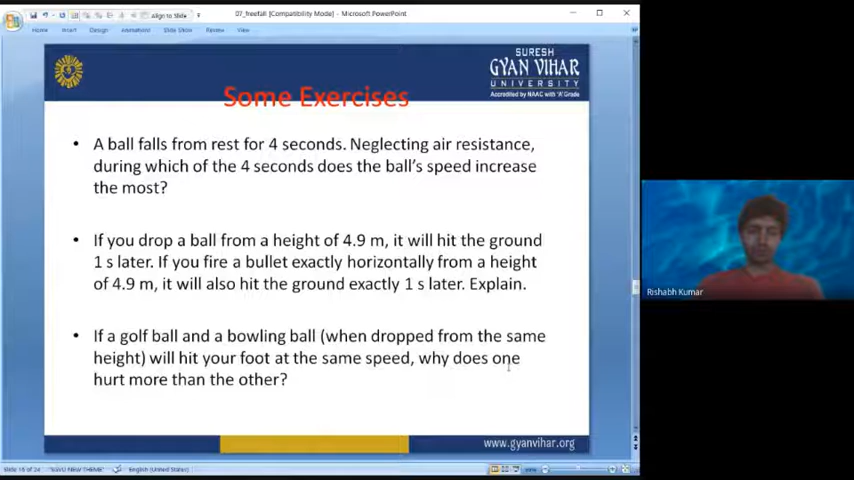 07_freefall [Compatibility Mode] - Microsoft PowerPoint
Align to Slide
Home Insert Design Animations Slide Show Review View
SURESH
GYAN VIHAR
UNIVERSITY
Accredited by NAAC with 'A' Grade
Some Exercises
• A ball falls from rest for 4 seconds. Neglecting air resistance,
during which of the 4 seconds does the ball's speed increase
the most?
• If you drop a ball from a height of 4.9 m, it will hit the ground
1 s later. If you fire a bullet exactly horizontally from a height
of 4.9 m, it will also hit the ground exactly 1 s later. Explain.
• If a golf ball and a bowling ball (when dropped from the same
height) will hit your foot at the same speed, why does one
hurt more than the other?
www.gyanvihar.org
Rishabh Kumar
English (United States)